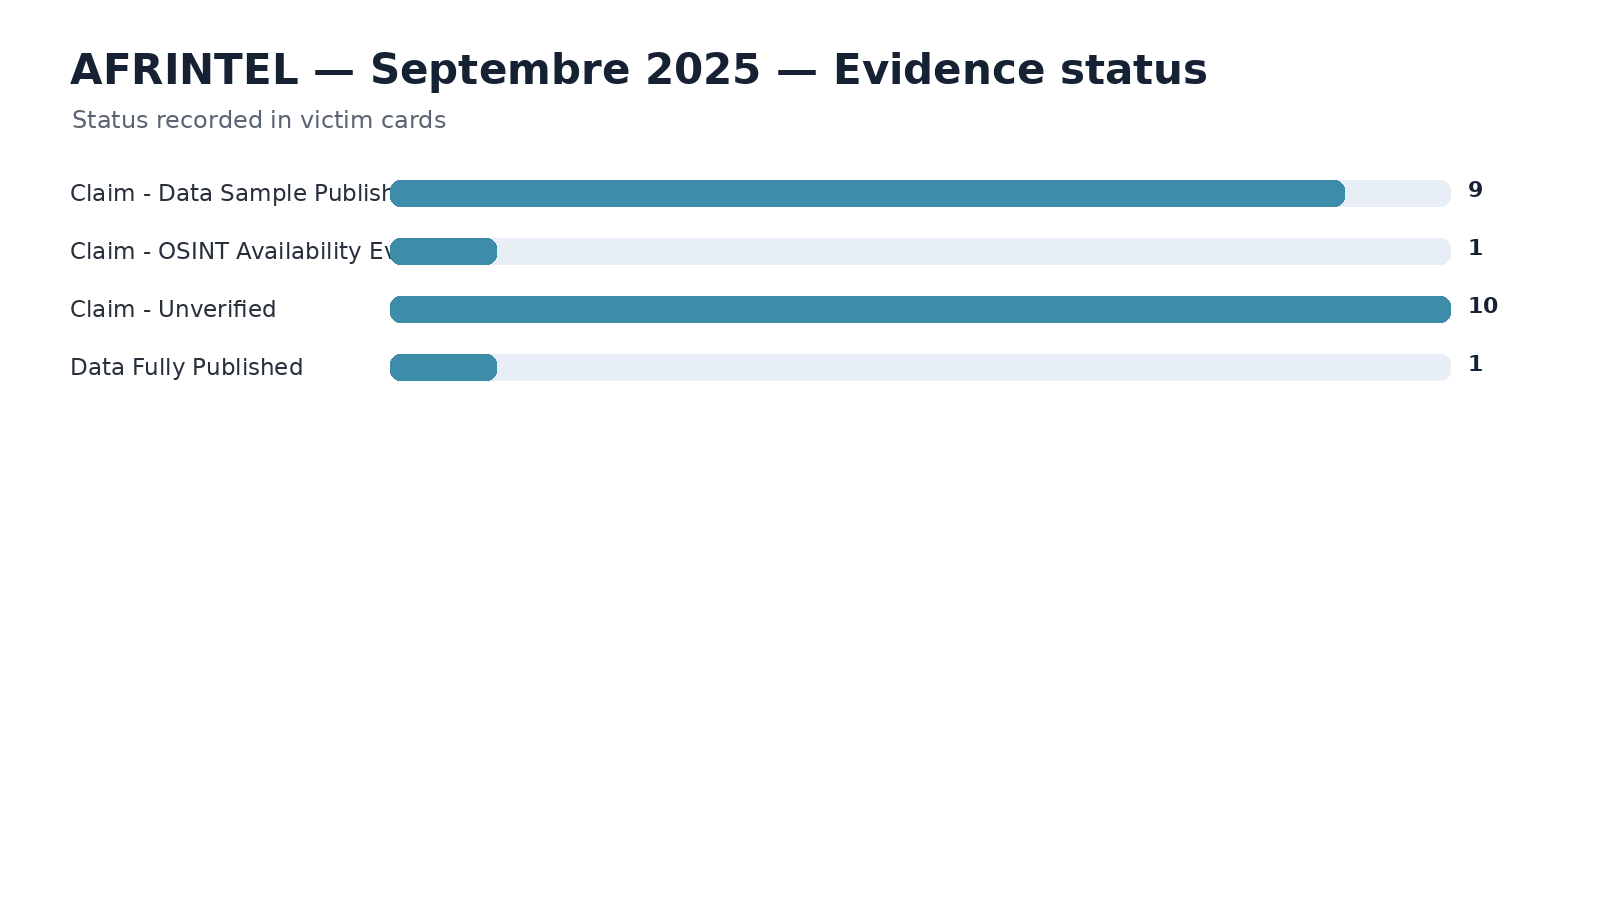 AFRINTEL — Septembre 2025 — Evidence status
Status recorded in victim cards
Claim - Data Sample Publish 9
Claim - OSINT Availability Ev 1
Claim - Unverified 10
Data Fully Published 1